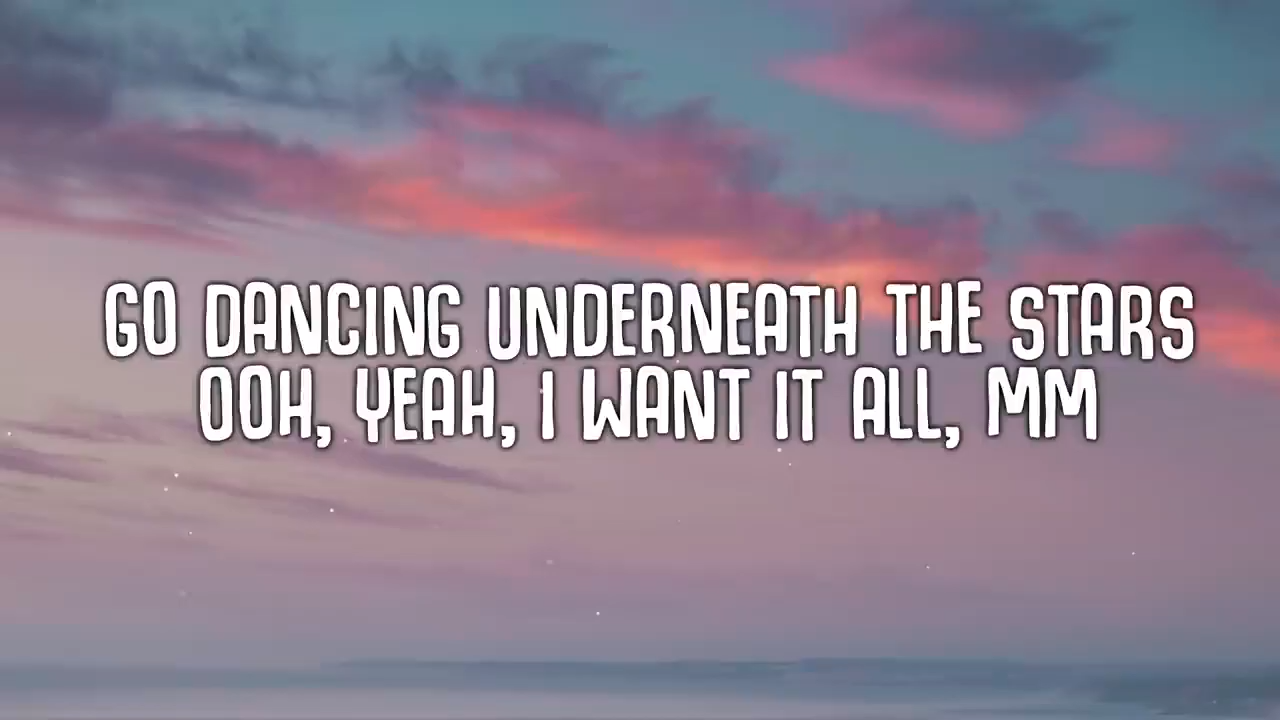 GO DANCING UNDERNEATH THE STARS
OOH, YEAH, I WANT IT ALL, MM